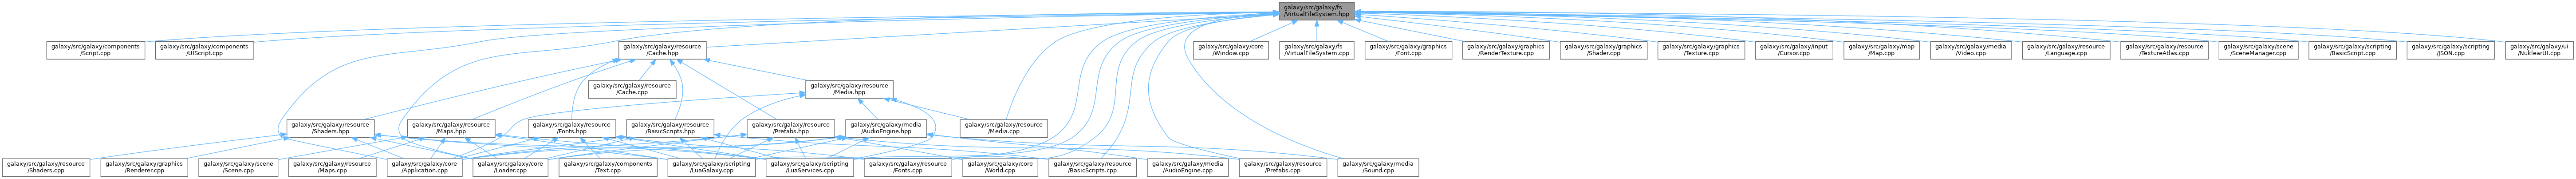 galaxy/src/galaxy/fs
/VirtualFileSystem.hpp
galaxy/src/galaxy/components
/Script.cpp
galaxy/src/galaxy/components
/UIScript.cpp
galaxy/src/galaxy/resource
/Cache.hpp
galaxy/src/galaxy/core
/Window.cpp
galaxy/src/galaxy/fs
/VirtualFileSystem.cpp
galaxy/src/galaxy/graphics
/Font.cpp
galaxy/src/galaxy/graphics
/RenderTexture.cpp
galaxy/src/galaxy/graphics
/Shader.cpp
galaxy/src/galaxy/graphics
/Texture.cpp
galaxy/src/galaxy/input
/Cursor.cpp
galaxy/src/galaxy/map
/Map.cpp
galaxy/src/galaxy/media
/Video.cpp
galaxy/src/galaxy/resource
/Language.cpp
galaxy/src/galaxy/resource
/TextureAtlas.cpp
galaxy/src/galaxy/scene
/SceneManager.cpp
galaxy/src/galaxy/scripting
/BasicScript.cpp
galaxy/src/galaxy/scripting
/JSON.cpp
galaxy/src/galaxy/ui
/NuklearUI.cpp
galaxy/src/galaxy/resource
/Cache.cpp
galaxy/src/galaxy/resource
/Media.hpp
galaxy/src/galaxy/resource
/Shaders.hpp
galaxy/src/galaxy/resource
/Maps.hpp
galaxy/src/galaxy/resource
/Fonts.hpp
galaxy/src/galaxy/resource
/BasicScripts.hpp
galaxy/src/galaxy/resource
/Prefabs.hpp
galaxy/src/galaxy/media
/AudioEngine.hpp
galaxy/src/galaxy/resource
/Media.cpp
galaxy/src/galaxy/resource
/Shaders.cpp
galaxy/src/galaxy/graphics
/Renderer.cpp
galaxy/src/galaxy/scene
/Scene.cpp
galaxy/src/galaxy/resource
/Maps.cpp
galaxy/src/galaxy/core
/Application.cpp
galaxy/src/galaxy/core
/Loader.cpp
galaxy/src/galaxy/components
/Text.cpp
galaxy/src/galaxy/scripting
/LuaGalaxy.cpp
galaxy/src/galaxy/scripting
/LuaServices.cpp
galaxy/src/galaxy/resource
/Fonts.cpp
galaxy/src/galaxy/core
/World.cpp
galaxy/src/galaxy/resource
/BasicScripts.cpp
galaxy/src/galaxy/media
/AudioEngine.cpp
galaxy/src/galaxy/resource
/Prefabs.cpp
galaxy/src/galaxy/media
/Sound.cpp